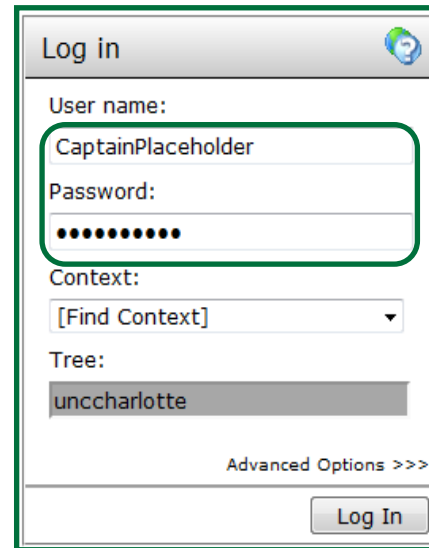 Log in
User name:
CaptainPlaceholder
Password:
••••••••••
Context:
[Find Context]
Tree:
unccharlotte
Advanced Options >>>
Log In